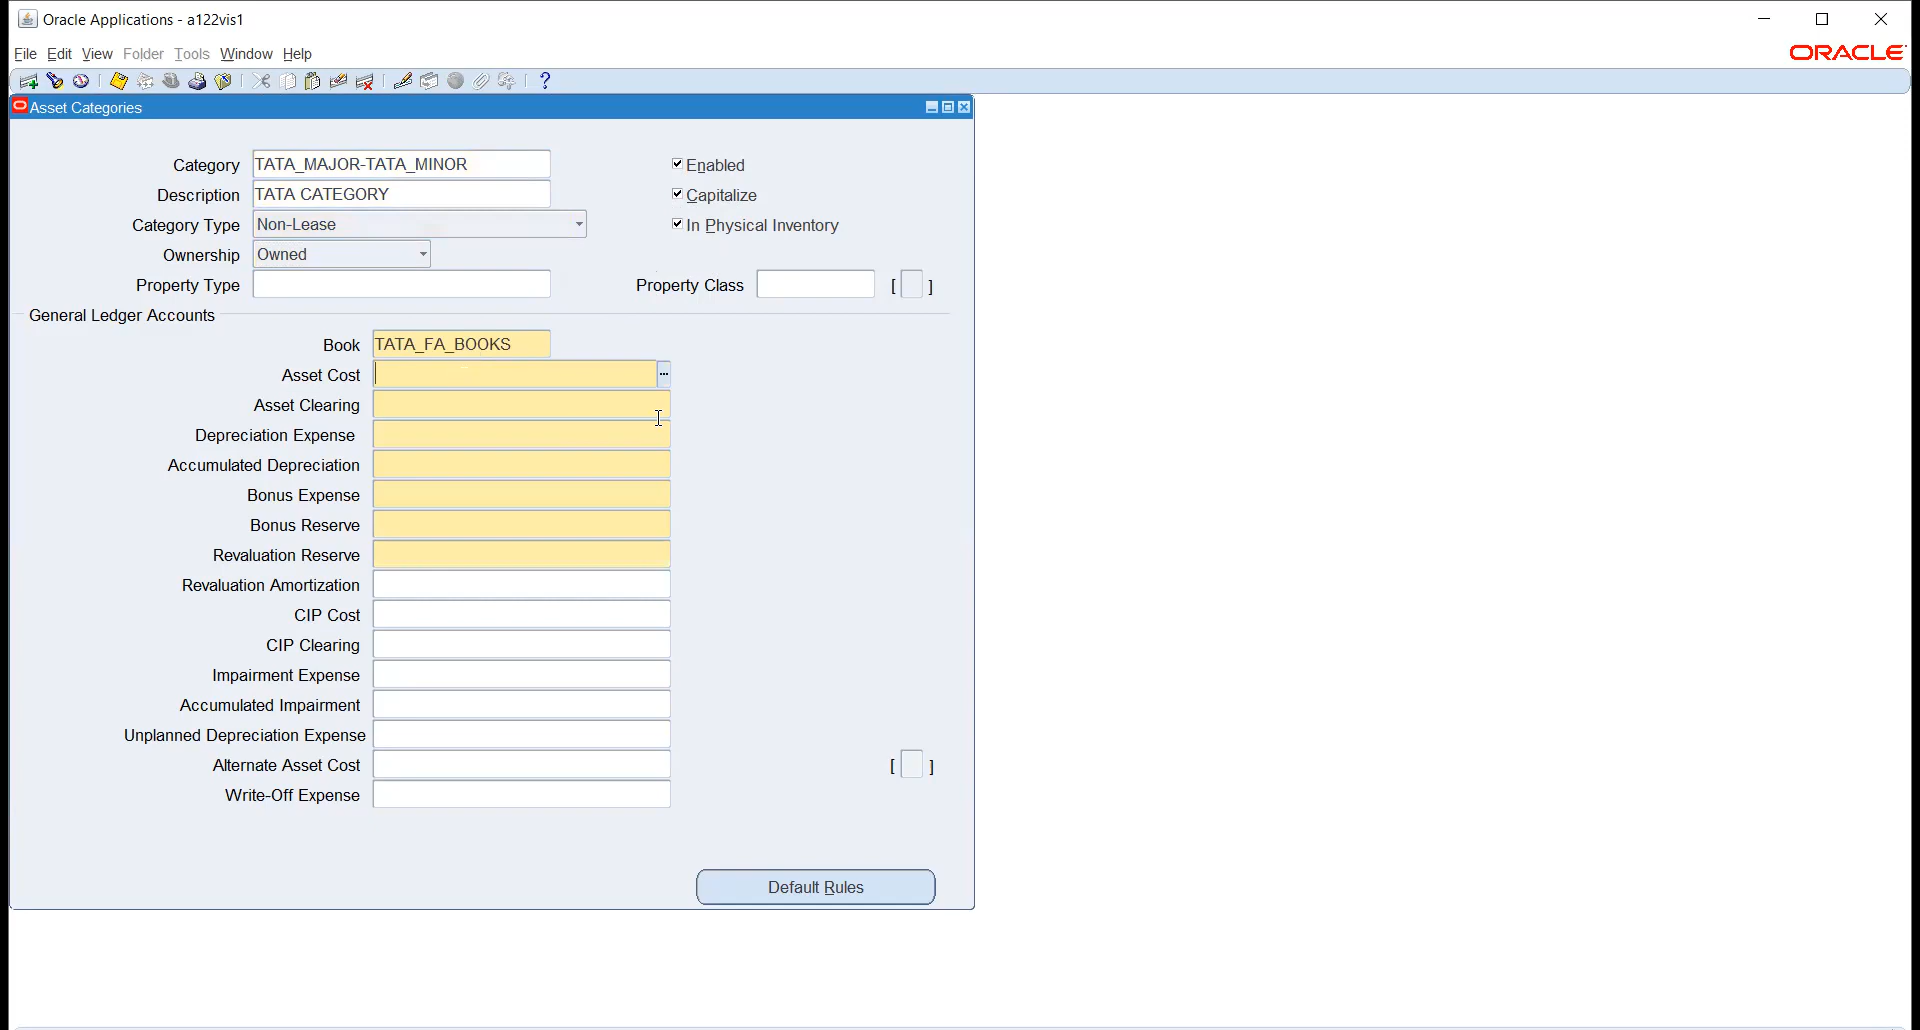 Oracle Applications - a122vis1
File Edit View Folder Tools Window Help
ORACLE
Asset Categories
Category TATA_MAJOR-TATA_MINOR Enabled
Description TATA CATEGORY Capitalize
Category Type Non-Lease In Physical Inventory
Ownership Owned
Property Type Property Class [ ]
General Ledger Accounts
Book TATA_FA_BOOKS
Asset Cost ...
Asset Clearing
Depreciation Expense
Accumulated Depreciation
Bonus Expense
Bonus Reserve
Revaluation Reserve
Revaluation Amortization
CIP Cost
CIP Clearing
Impairment Expense
Accumulated Impairment
Unplanned Depreciation Expense
Alternate Asset Cost [ ]
Write-Off Expense
Default Rules